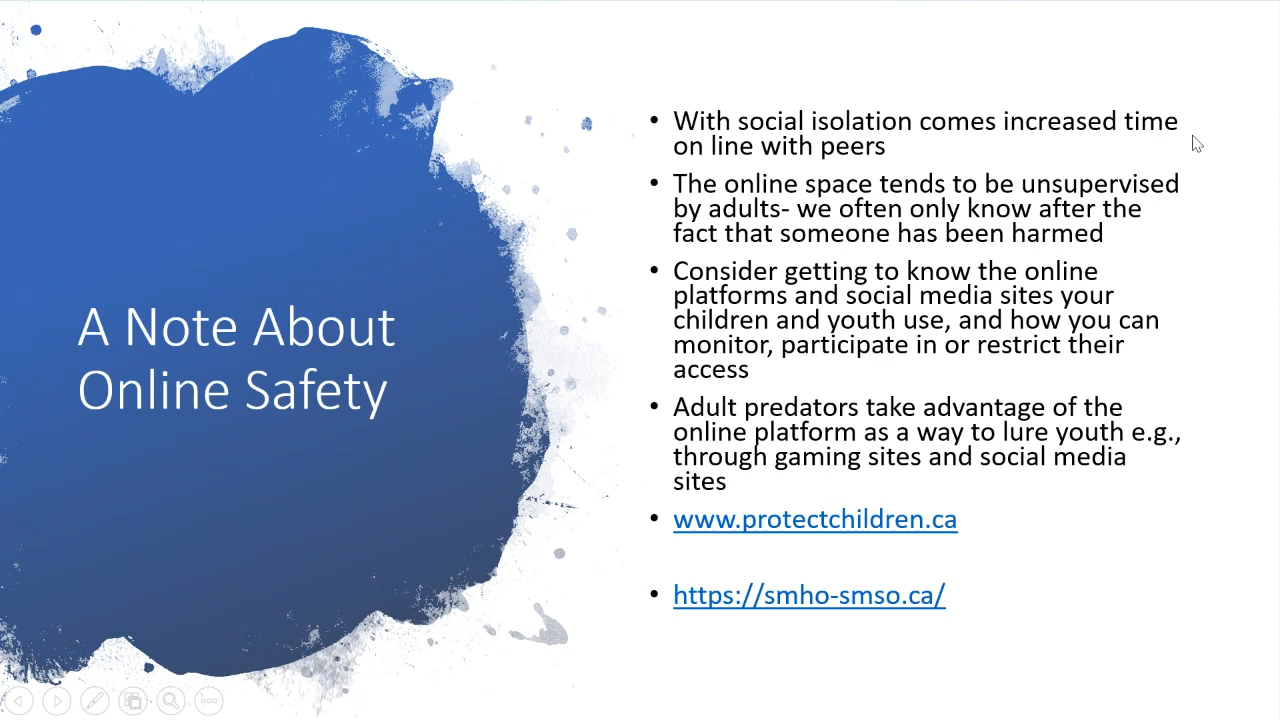 A Note About
Online Safety
• With social isolation comes increased time
on line with peers
• The online space tends to be unsupervised
by adults- we often only know after the
fact that someone has been harmed
• Consider getting to know the online
platforms and social media sites your
children and youth use, and how you can
monitor, participate in or restrict their
access
• Adult predators take advantage of the
online platform as a way to lure youth e.g.,
through gaming sites and social media
sites
• www.protectchildren.ca
• https://smho-smso.ca/